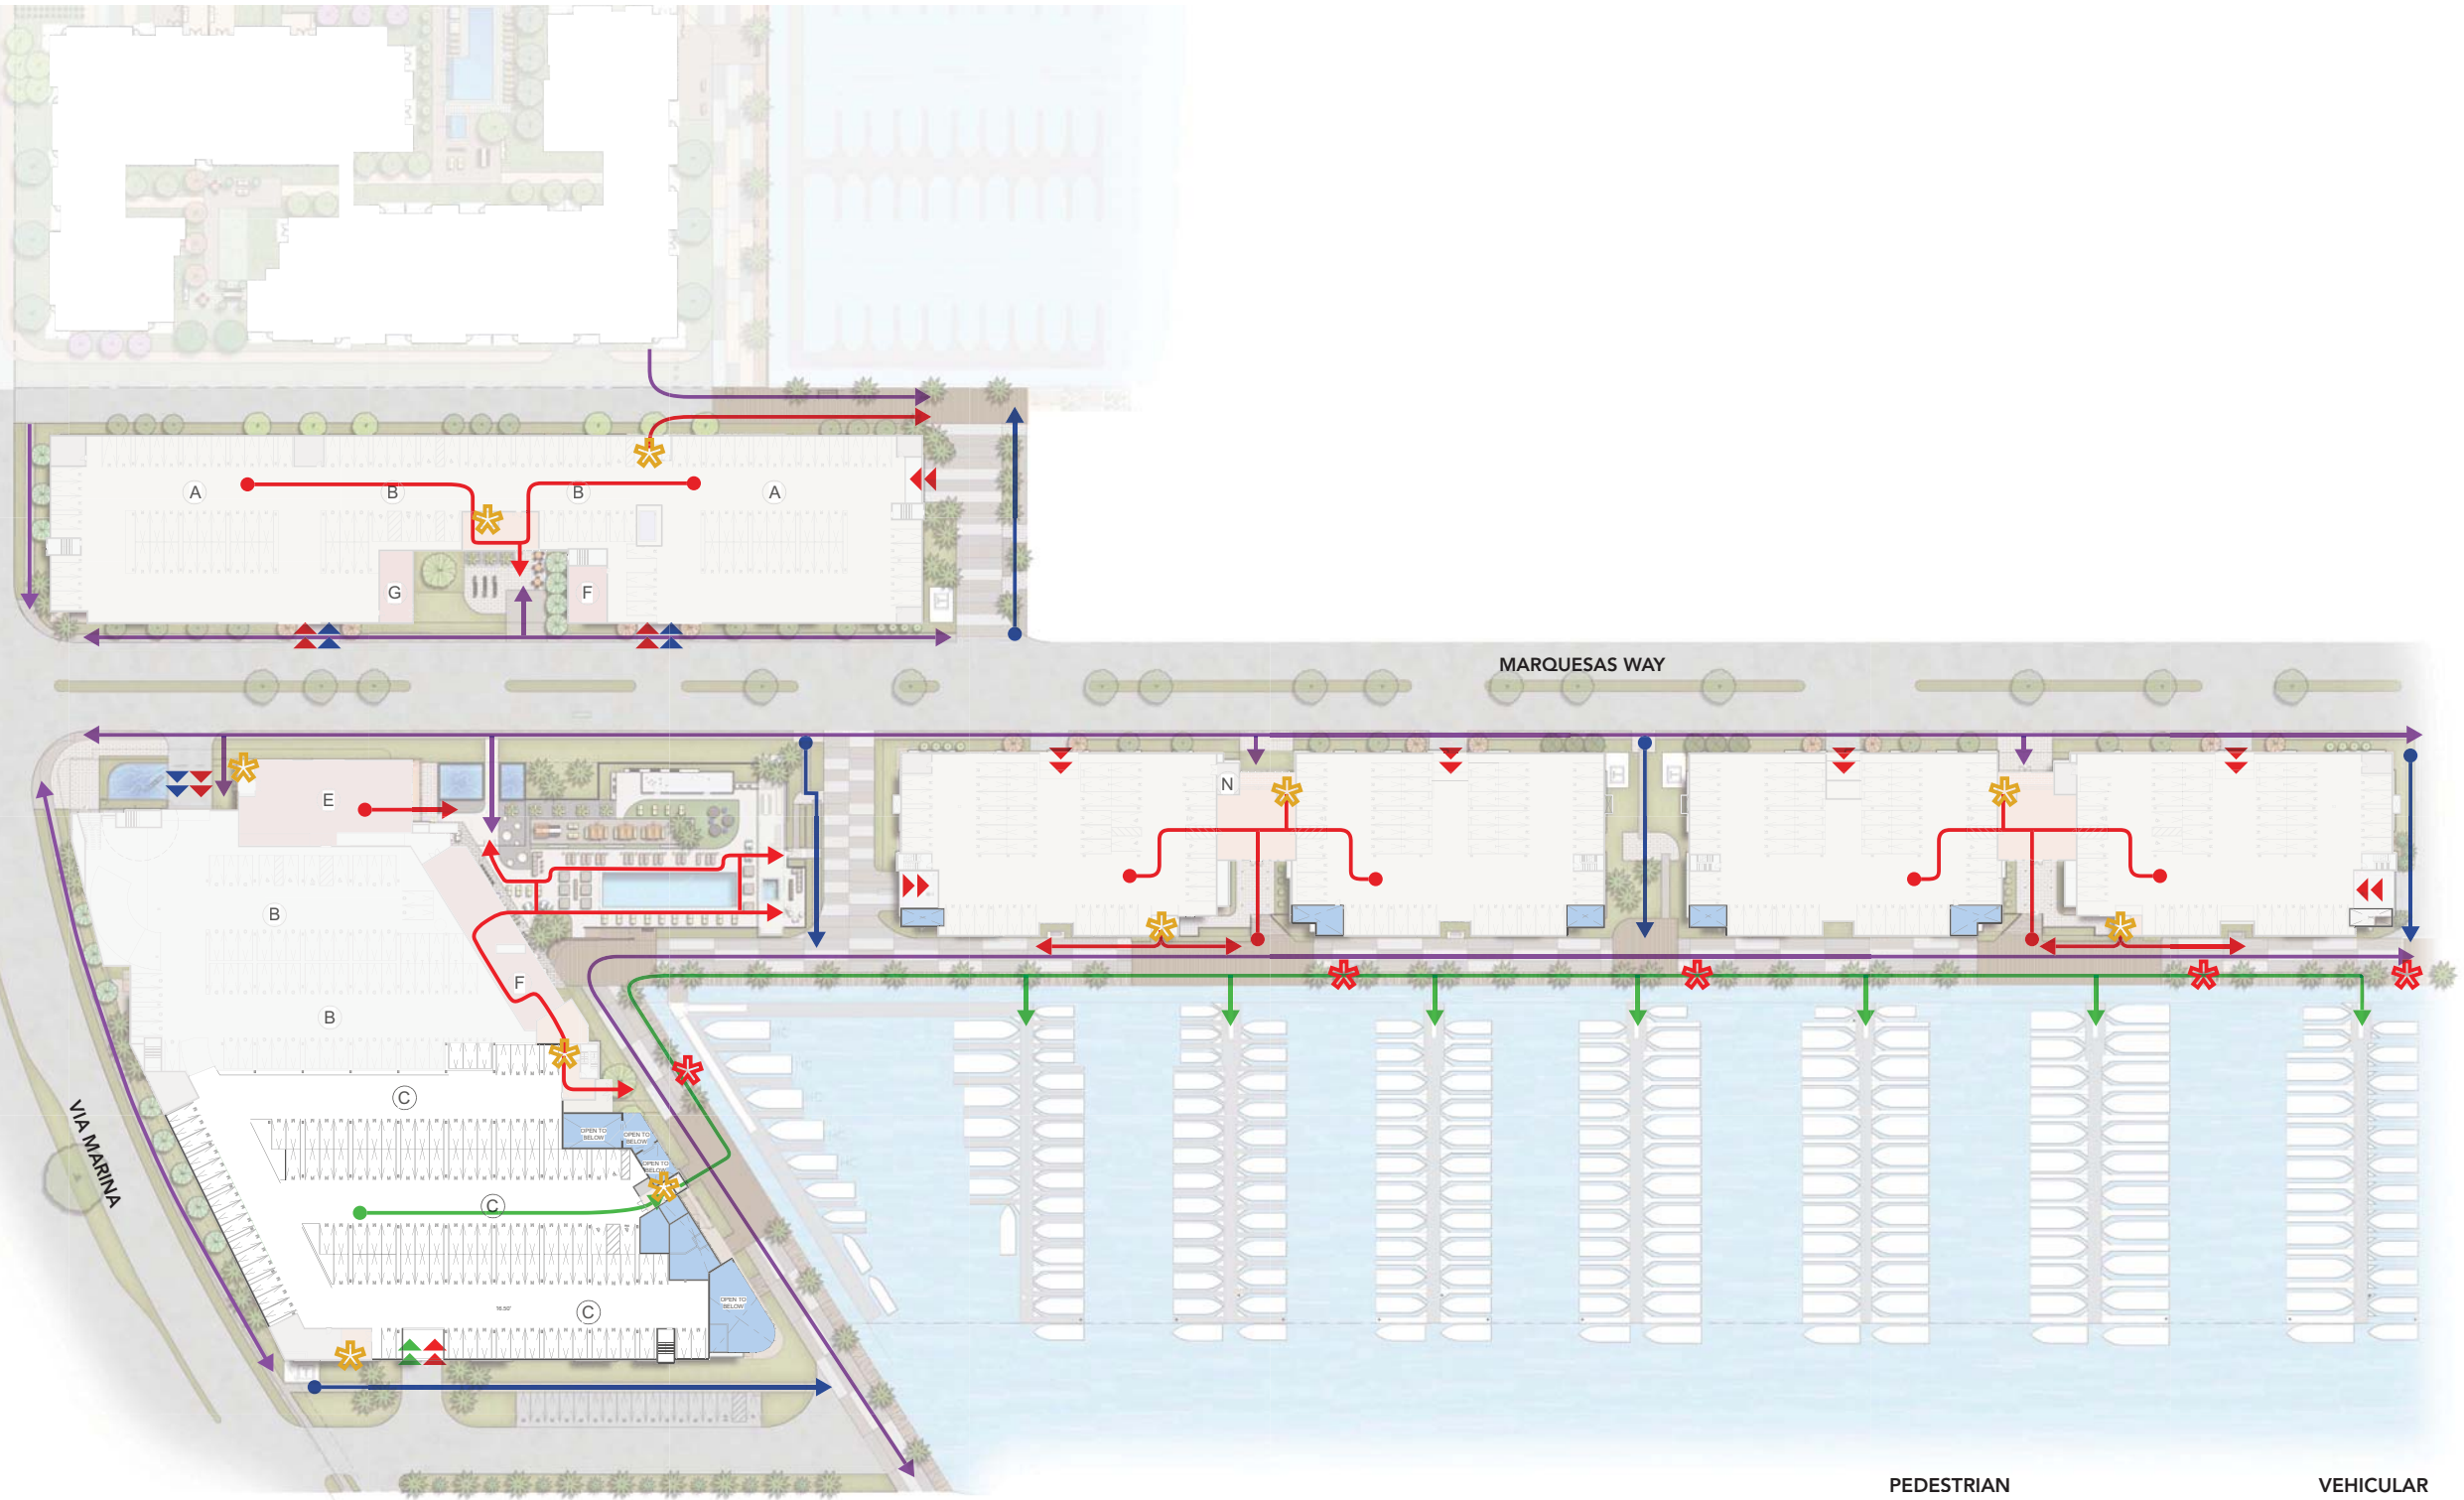 A
B
B
A
G
F
MARQUESAS WAY
E
N
B
F
B
C
OPEN TO
BELOW
OPEN TO
BELOW
OPEN TO
BELOW
VIA MARINA
C
OPEN TO
BELOW
C
PEDESTRIAN
VEHICULAR